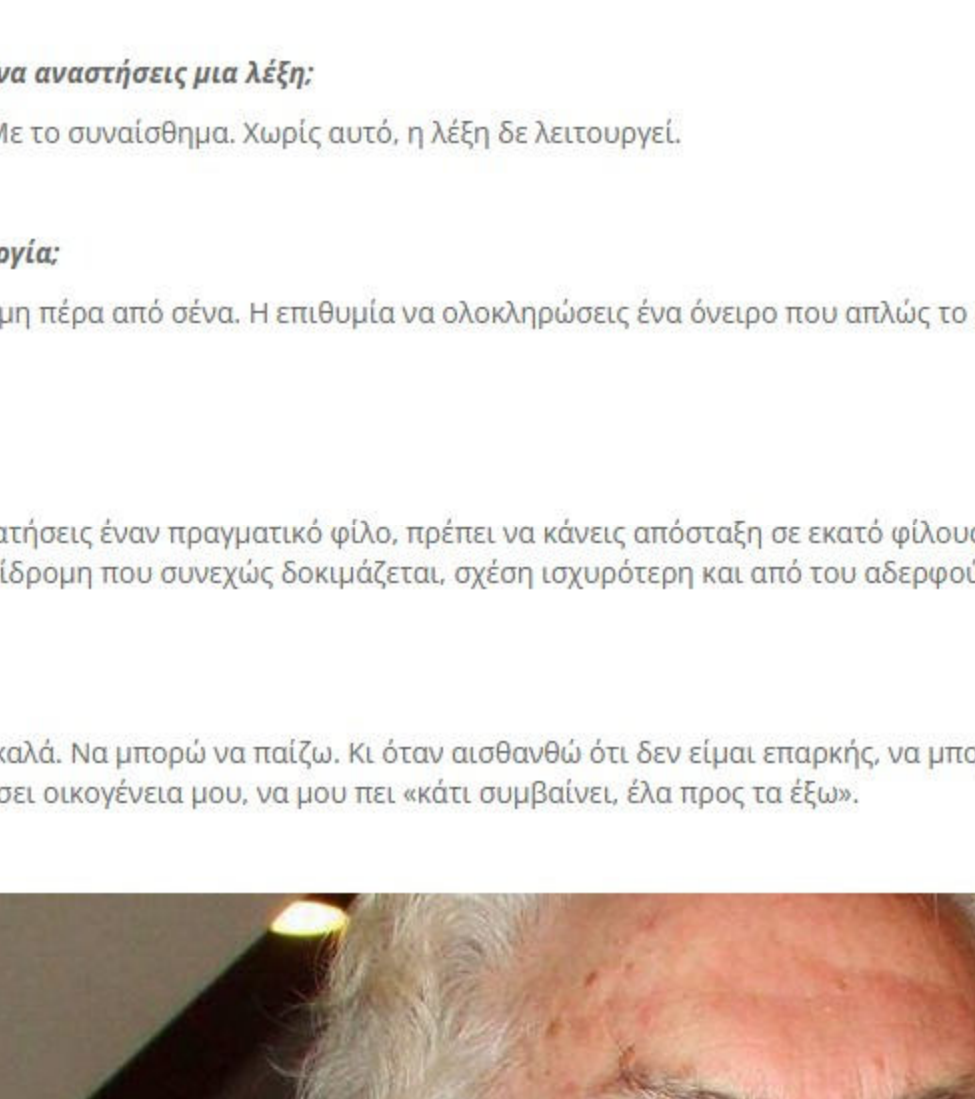 να αναστήσεις μια λέξη;
Με το συναίσθημα. Χωρίς αυτό, η λέξη δε λειτουργεί.
ργία;
μη πέρα από σένα. Η επιθυμία να ολοκληρώσεις ένα όνειρο που απλώς το
ατήσεις έναν πραγματικό φίλο, πρέπει να κάνεις απόσταξη σε εκατό φίλους
ίδρομη που συνεχώς δοκιμάζεται, σχέση ισχυρότερη και από του αδερφού
καλά. Να μπορώ να παίζω. Κι όταν αισθανθώ ότι δεν είμαι επαρκής, να μπο
σει οικογένεια μου, να μου πει «κάτι συμβαίνει, έλα προς τα έξω».